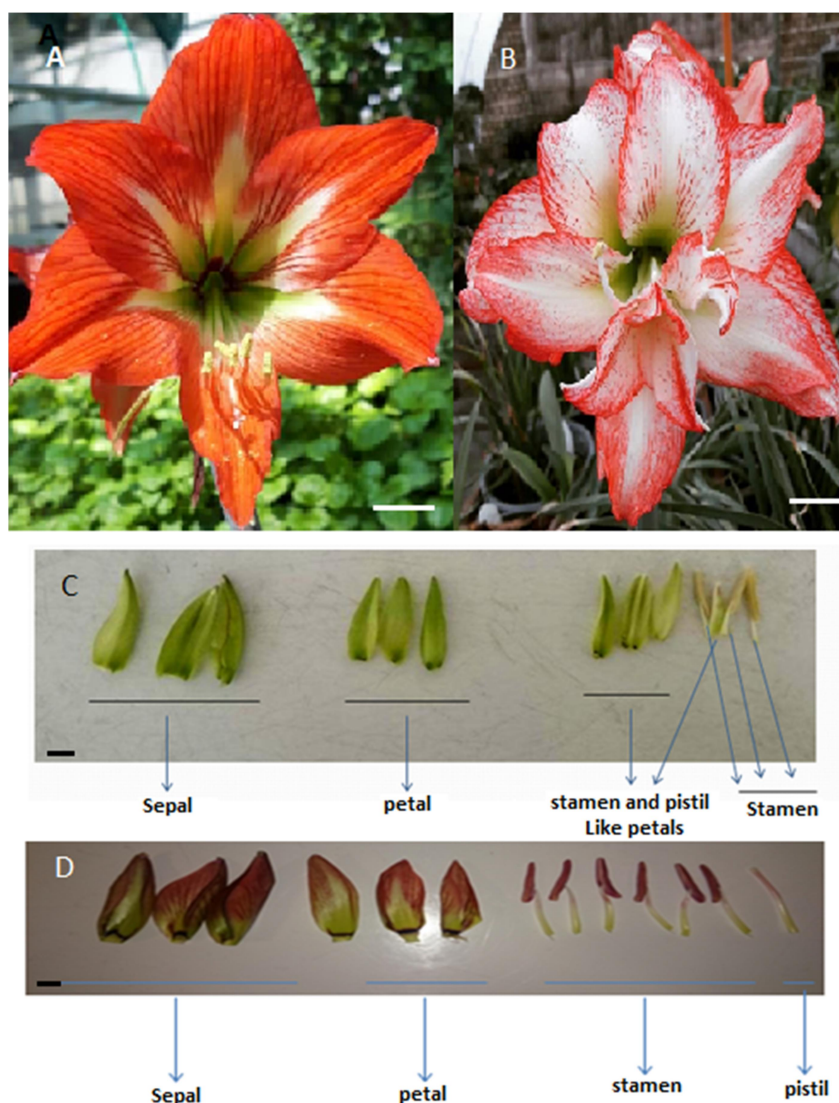 A
A
B
C
Sepal
petal
stamen and pistil
Like petals
Stamen
D
Sepal
petal
stamen
pistil